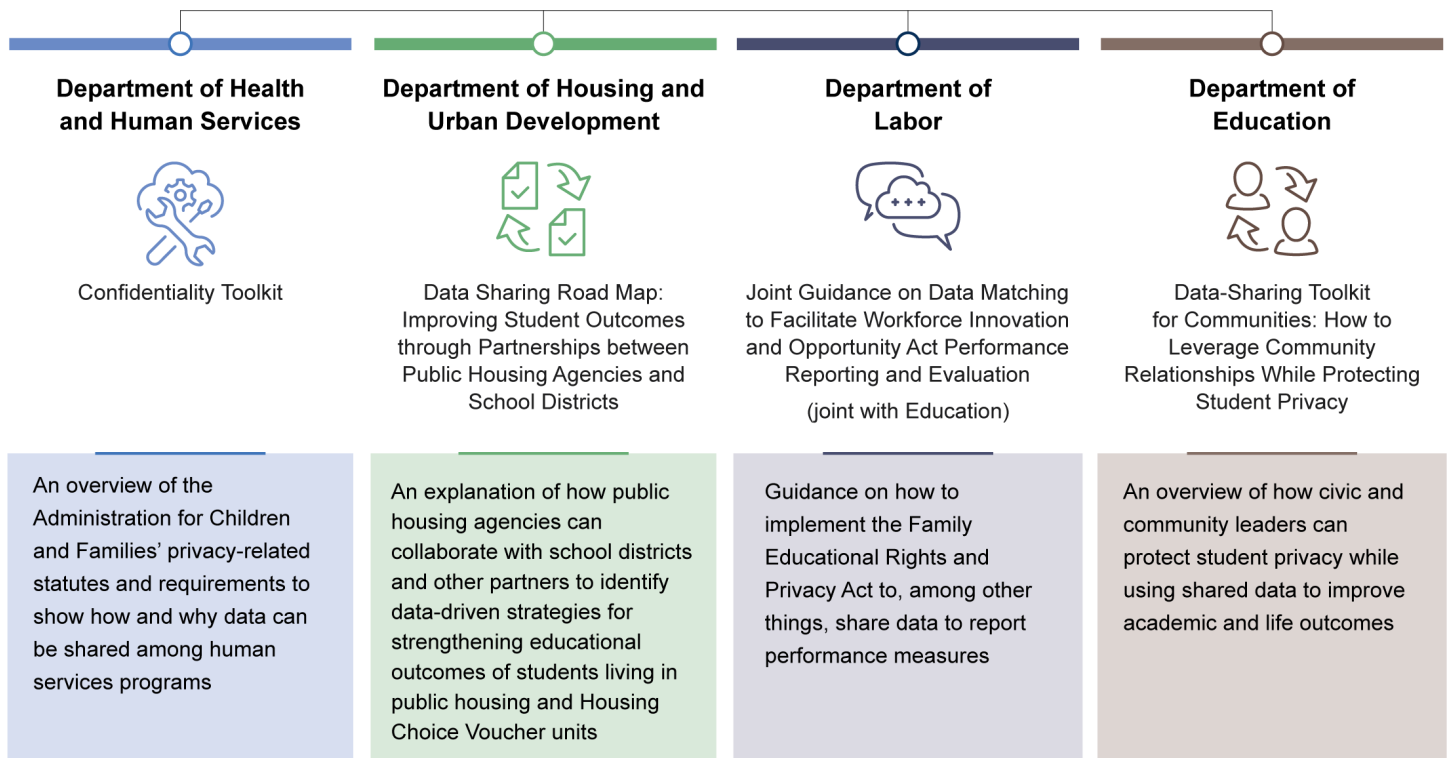 Department of Health
and Human Services
Confidentiality Toolkit
An overview of the
Administration for Children
and Families’ privacy-related
statutes and requirements to
show how and why data can
be shared among human
services programs
Department of Housing and
Urban Development
Data Sharing Road Map:
Improving Student Outcomes
through Partnerships between
Public Housing Agencies and
School Districts
An explanation of how public
housing agencies can
collaborate with school districts
and other partners to identify
data-driven strategies for
strengthening educational
outcomes of students living in
public housing and Housing
Choice Voucher units
Department of
Labor
Joint Guidance on Data Matching
to Facilitate Workforce Innovation
and Opportunity Act Performance
Reporting and Evaluation
(joint with Education)
Guidance on how to
implement the Family
Educational Rights and
Privacy Act to, among other
things, share data to report
performance measures
Department of
Education
Data-Sharing Toolkit
for Communities: How to
Leverage Community
Relationships While Protecting
Student Privacy
An overview of how civic and
community leaders can
protect student privacy while
using shared data to improve
academic and life outcomes